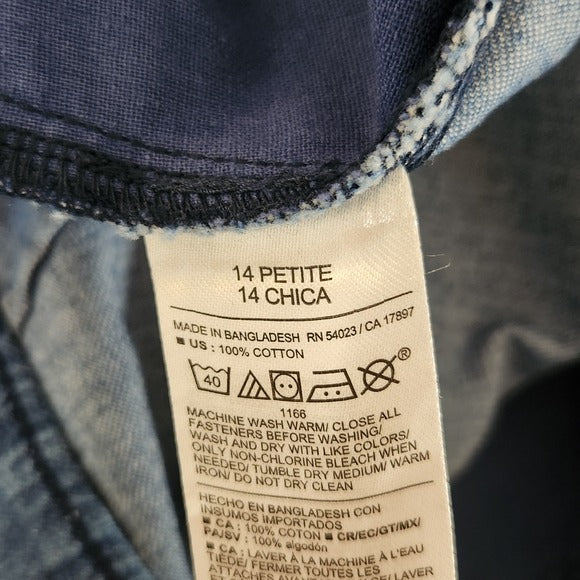 14 PETITE
14 CHICA
MADE IN BANGLADESH RN 54023 / CA 17897
■ US : 100% COTTON
40
®
1166
MACHINE WASH WARM/ CLOSE ALL
FASTENERS BEFORE WASHING/
WASH AND DRY WITH LIKE COLORS/
ONLY NON-CHLORINE BLEACH WHEN
NEEDED/ TUMBLE DRY MEDIUM/ WARM
IRON/ DO NOT DRY CLEAN
HECHO EN BANGLADESH CON
INSUMOS IMPORTADOS
■ CA : 100% COTON ■ CR/EC/GT/MX/
PA/SV : 100% algodón
■ CA : LAVER À LA MACHINE À L'EAU
TIÈDE/ FERMER TOUTES LES
ATTACHES AVANT